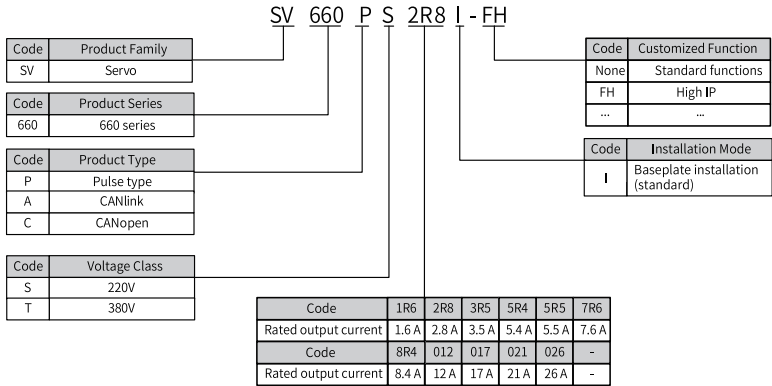 SV 660 P S 2R8 I - FH
Code Product Family
SV Servo
Code Product Series
660 660 series
Code Product Type
P Pulse type
A CANlink
C CANopen
Code Voltage Class
S 220V
T 380V
Code Customized Function
None Standard functions
FH High IP
... ...
Code Installation Mode
I Baseplate installation
(standard)
Code 1R6 2R8 3R5 5R4 5R5 7R6
Rated output current 1.6 A 2.8 A 3.5 A 5.4 A 5.5 A 7.6 A
Code 8R4 012 017 021 026 -
Rated output current 8.4 A 12 A 17 A 21 A 26 A -